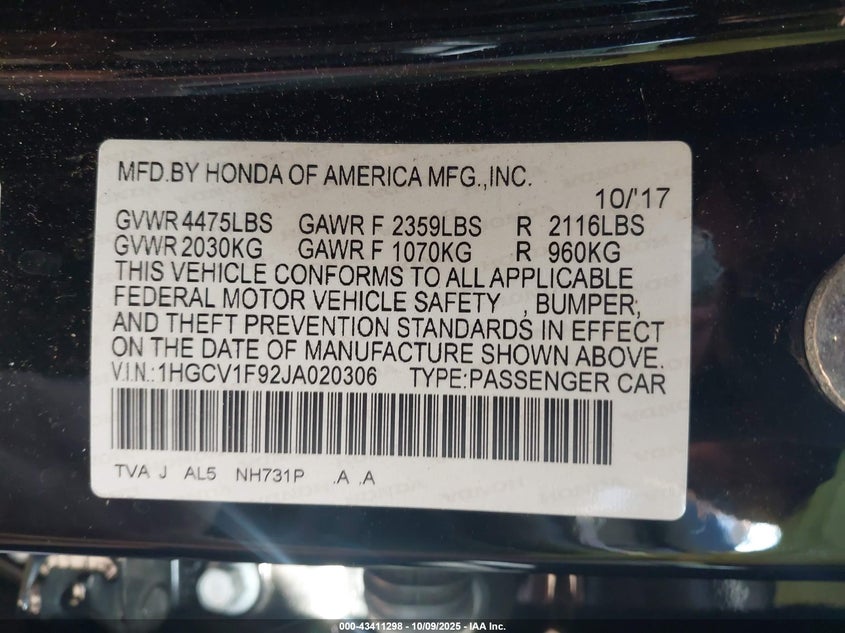 MFD.BY HONDA OF AMERICA MFG.,INC.
10/'17
GVWR 4475LBS GAWR F 2359LBS R 2116LBS
GVWR 2030KG GAWR F 1070KG R 960KG
THIS VEHICLE CONFORMS TO ALL APPLICABLE
FEDERAL MOTOR VEHICLE SAFETY , BUMPER,
AND THEFT PREVENTION STANDARDS IN EFFECT
ON THE DATE OF MANUFACTURE SHOWN ABOVE.
V.I.N.:1HGCV1F92JA020306 TYPE:PASSENGER CAR
TVA J AL5 NH731P .A .A
000-43411298 - 10/09/2025 - IAA Inc.